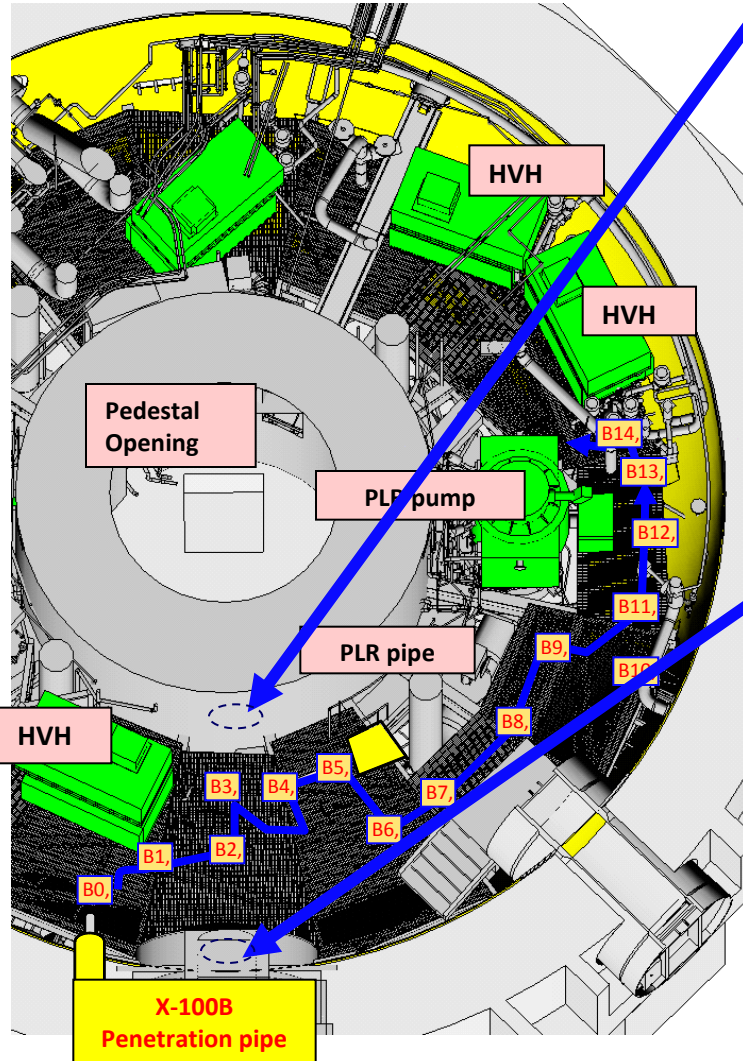 HVH
HVH
Pedestal
Opening
PLR pump
PLR pipe
HVH
B14,
B13,
B12,
B11,
B10
B9,
B8,
B7,
B6,
B5,
B4,
B3,
B2,
B1,
B0,
X-100B
Penetration pipe